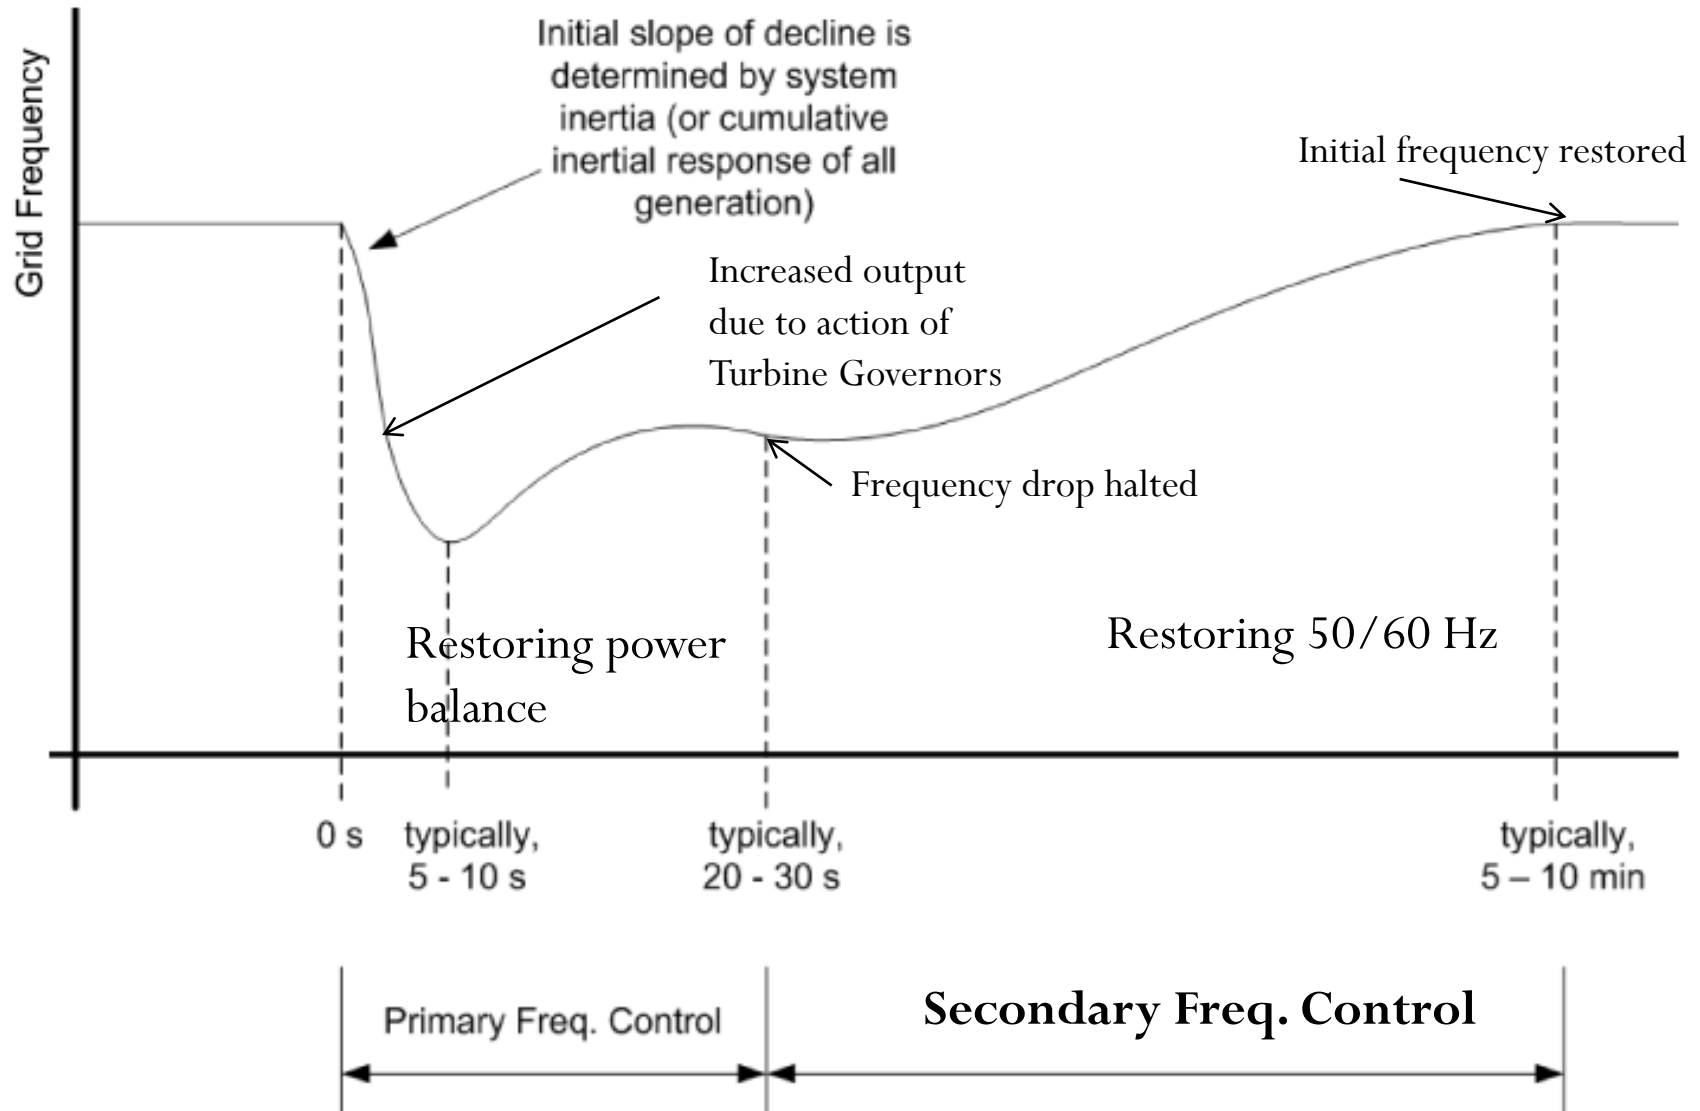 Grid Frequency
Initial slope of decline is
determined by system
inertia (or cumulative
inertial response of all
generation)
Initial frequency restored
Increased output
due to action of
Turbine Governors
Frequency drop halted
Restoring power
balance
Restoring 50/60 Hz
0 s
typically,
5 - 10 s
typically,
20 - 30 s
typically,
5 – 10 min
Primary Freq. Control
Secondary Freq. Control